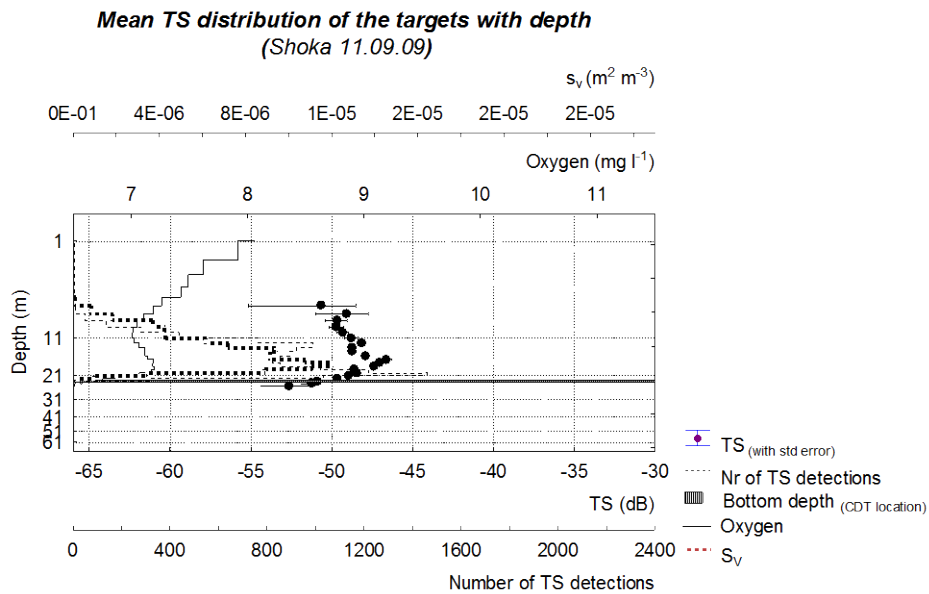 Mean TS distribution of the targets with depth
(Shoka 11.09.09)
sv (m2 m-3)
0E-01 4E-06 8E-06 1E-05 2E-05 2E-05 2E-05
Oxygen (mg l-1)
7 8 9 10 11
Depth (m)
1
11
21
31
41
51
61
-65 -60 -55 -50 -45 -40 -35 -30
TS (dB)
0 400 800 1200 1600 2000 2400
Number of TS detections
TS (with std error)
Nr of TS detections
Bottom depth (CDT location)
Oxygen
SV